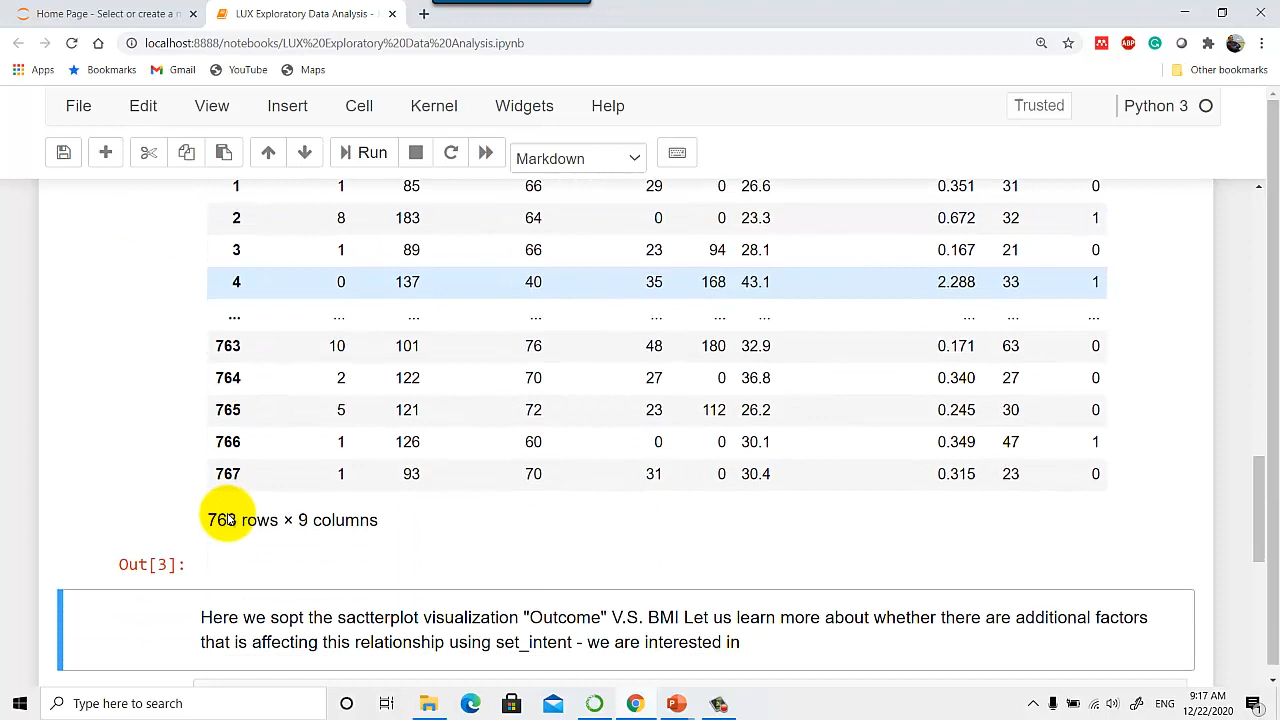 Home Page - Select or create a n
LUX Exploratory Data Analysis -
localhost:8888/notebooks/LUX%20Exploratory%20Data%20Analysis.ipynb
ABP
Apps
Bookmarks
Gmail
YouTube
Maps
Other bookmarks
File
Edit
View
Insert
Cell
Kernel
Widgets
Help
Trusted
Python 3
Run
Markdown
1 1 85 66 29 0 26.6 0.351 31 0
2 8 183 64 0 0 23.3 0.672 32 1
3 1 89 66 23 94 28.1 0.167 21 0
4 0 137 40 35 168 43.1 2.288 33 1
... ... ... ... ... ... ... ... ... ...
763 10 101 76 48 180 32.9 0.171 63 0
764 2 122 70 27 0 36.8 0.340 27 0
765 5 121 72 23 112 26.2 0.245 30 0
766 1 126 60 0 0 30.1 0.349 47 1
767 1 93 70 31 0 30.4 0.315 23 0
768 rows × 9 columns
Out[3]:
Here we sopt the sactterplot visualization "Outcome" V.S. BMI Let us learn more about whether there are additional factors
that is affecting this relationship using set_intent - we are interested in
Type here to search
ENG
9:17 AM
12/22/2020